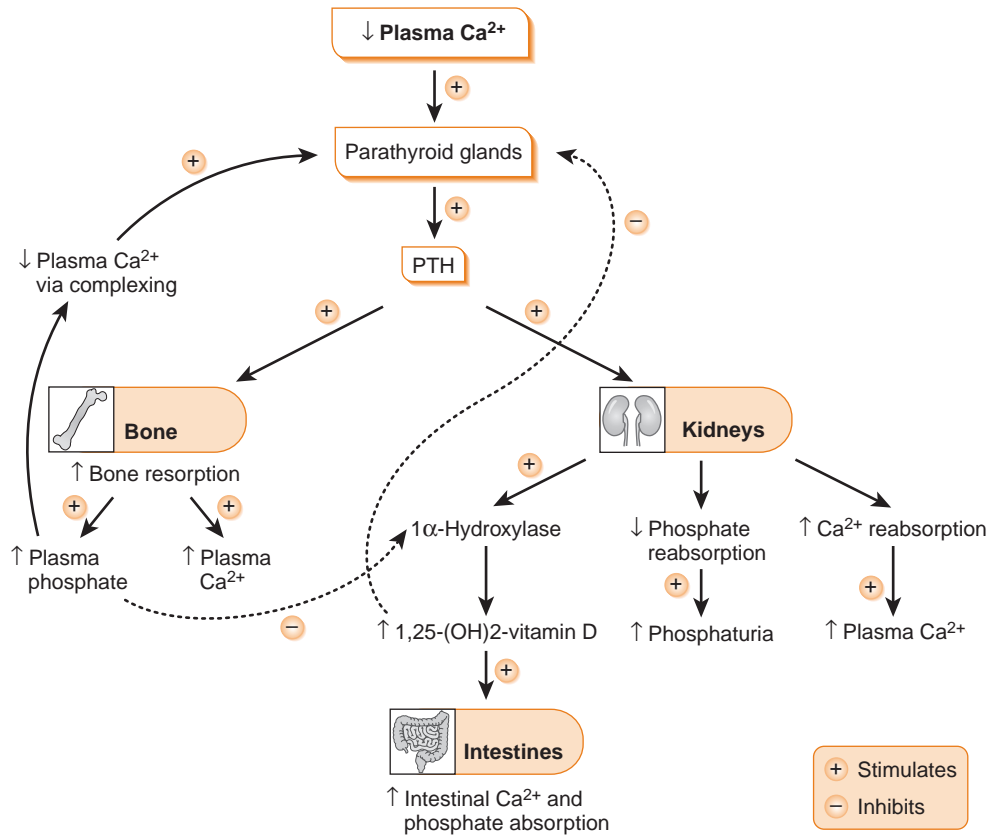 ↓ Plasma Ca²⁺
+
Parathyroid glands
+
+
−
PTH
↓ Plasma Ca²⁺
via complexing
+
+
Bone
Kidneys
↑ Bone resorption
+
+
+
1α-Hydroxylase
↓ Phosphate
reabsorption
↑ Ca²⁺ reabsorption
↑ Plasma
phosphate
↑ Plasma
Ca²⁺
+
+
−
↑ 1,25-(OH)2-vitamin D
↑ Phosphaturia
↑ Plasma Ca²⁺
+
Intestines
↑ Intestinal Ca²⁺ and
phosphate absorption
+ Stimulates
− Inhibits